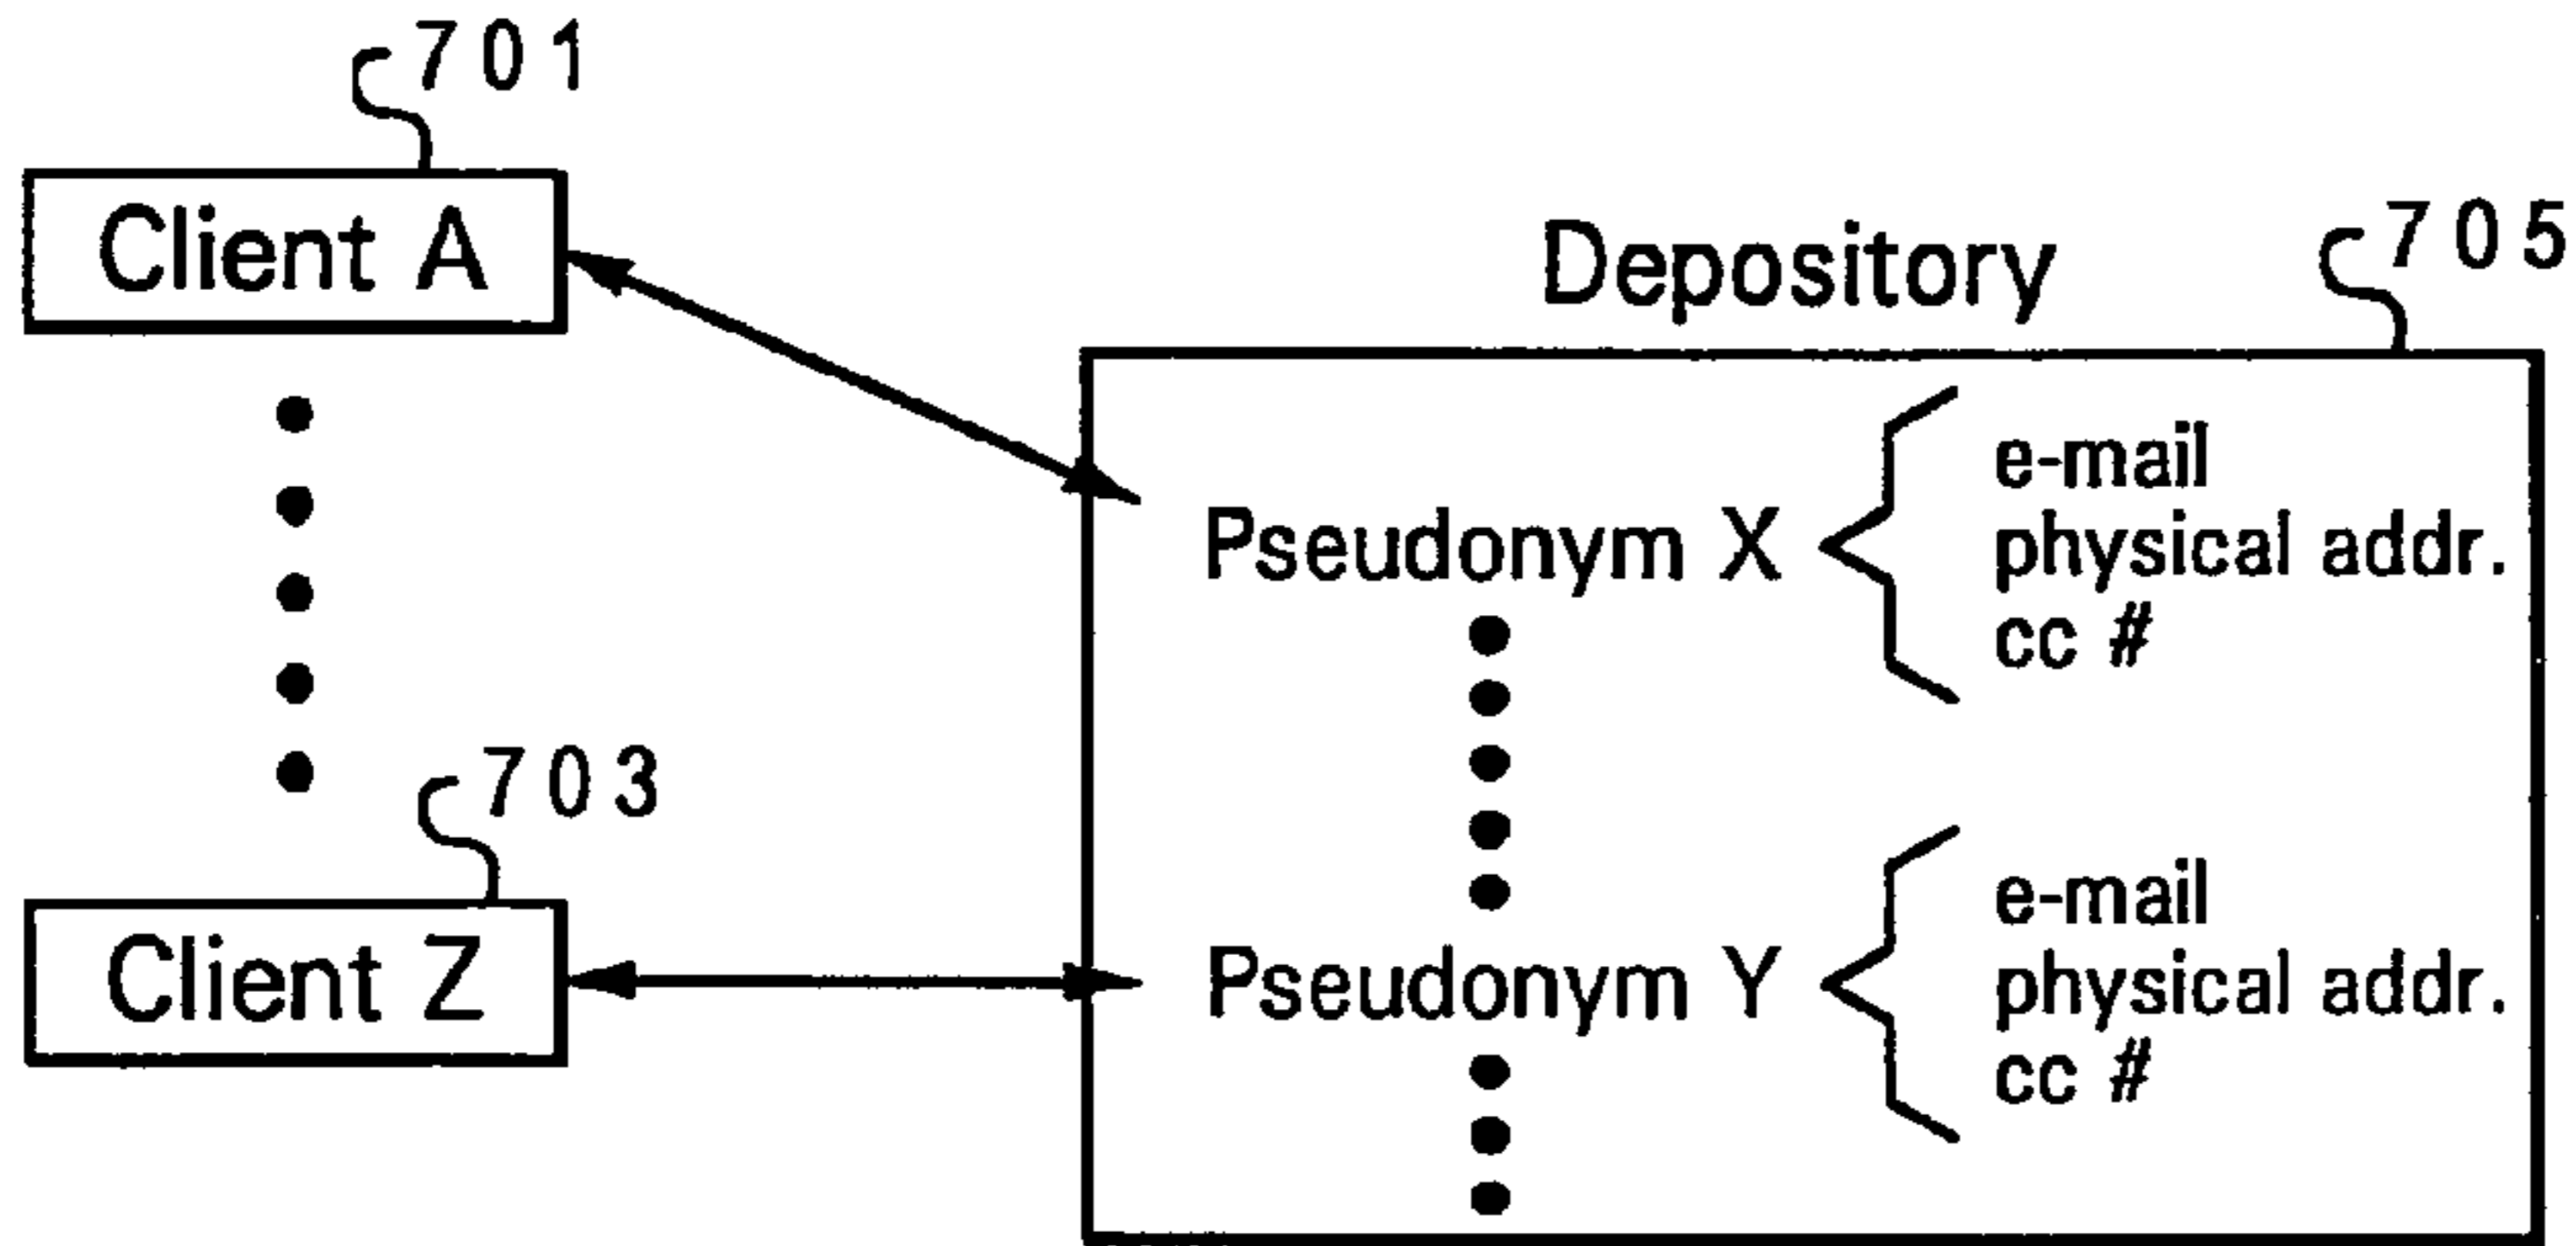 701
Client A
703
Client Z
Depository
705
Pseudonym X
e-mail
physical addr.
cc #
Pseudonym Y
e-mail
physical addr.
cc #